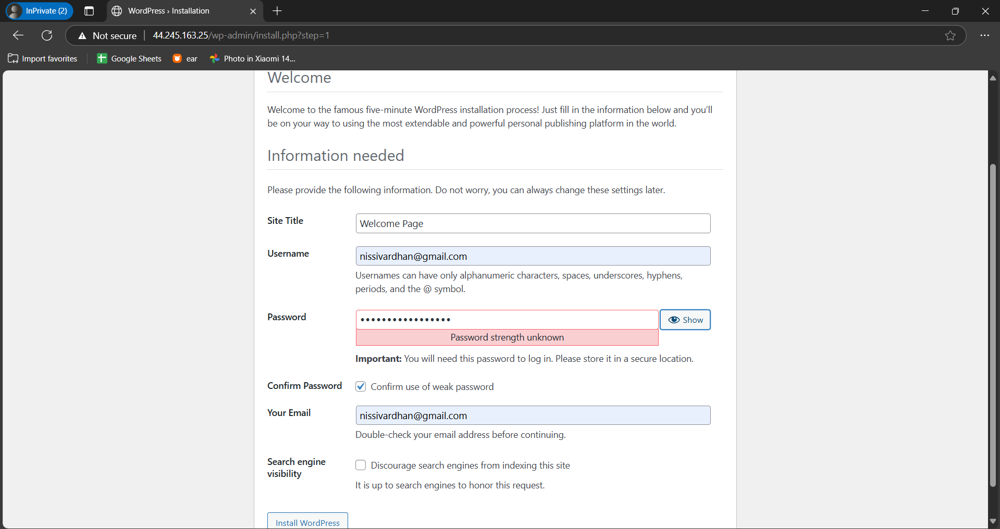 InPrivate (2)
WordPress › Installation
Not secure
44.245.163.25/wp-admin/install.php?step=1
Import favorites
Google Sheets
ear
Photo in Xiaomi 14...
Welcome
Welcome to the famous five-minute WordPress installation process! Just fill in the information below and you'll
be on your way to using the most extendable and powerful personal publishing platform in the world.
Information needed
Please provide the following information. Do not worry, you can always change these settings later.
Site Title
Welcome Page
Username
nissivardhan@gmail.com
Usernames can have only alphanumeric characters, spaces, underscores, hyphens,
periods, and the @ symbol.
Password
•••••••••••••••••
Show
Password strength unknown
Important: You will need this password to log in. Please store it in a secure location.
Confirm Password
Confirm use of weak password
Your Email
nissivardhan@gmail.com
Double-check your email address before continuing.
Search engine
visibility
Discourage search engines from indexing this site
It is up to search engines to honor this request.
Install WordPress